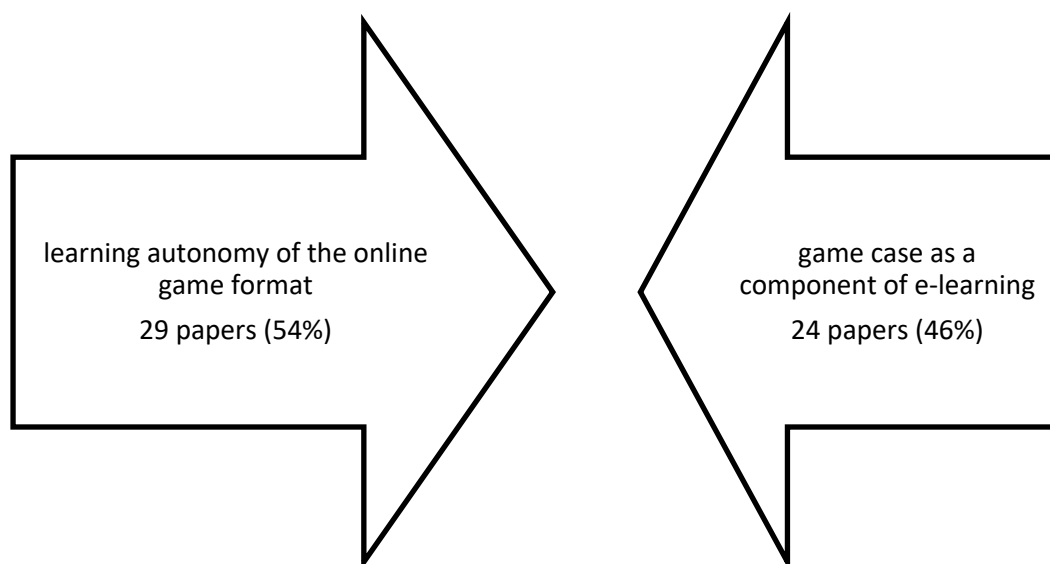 learning autonomy of the online
game format
29 papers (54%)
game case as a
component of e-learning
24 papers (46%)